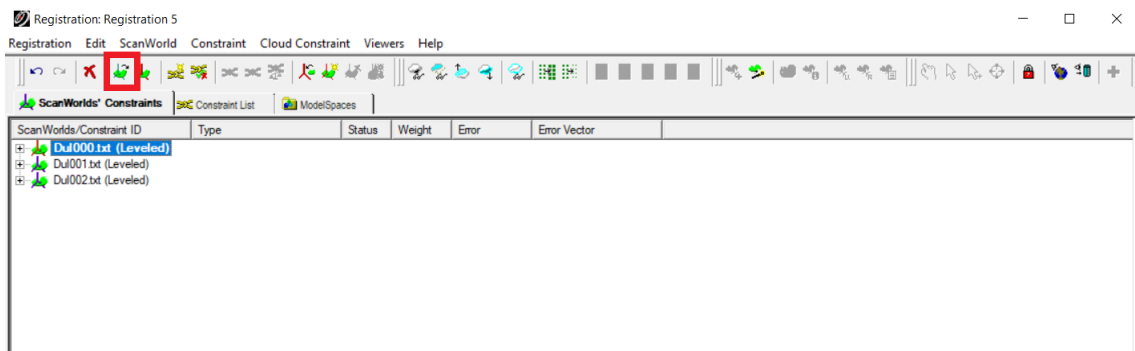 Registration: Registration 5
Registration Edit ScanWorld Constraint Cloud Constraint Viewers Help
ScanWorlds' Constraints Constraint List ModelSpaces
ScanWorlds/Constraint ID Type Status Weight Error Error Vector
Dul000.txt (Leveled)
Dul001.txt (Leveled)
Dul002.txt (Leveled)